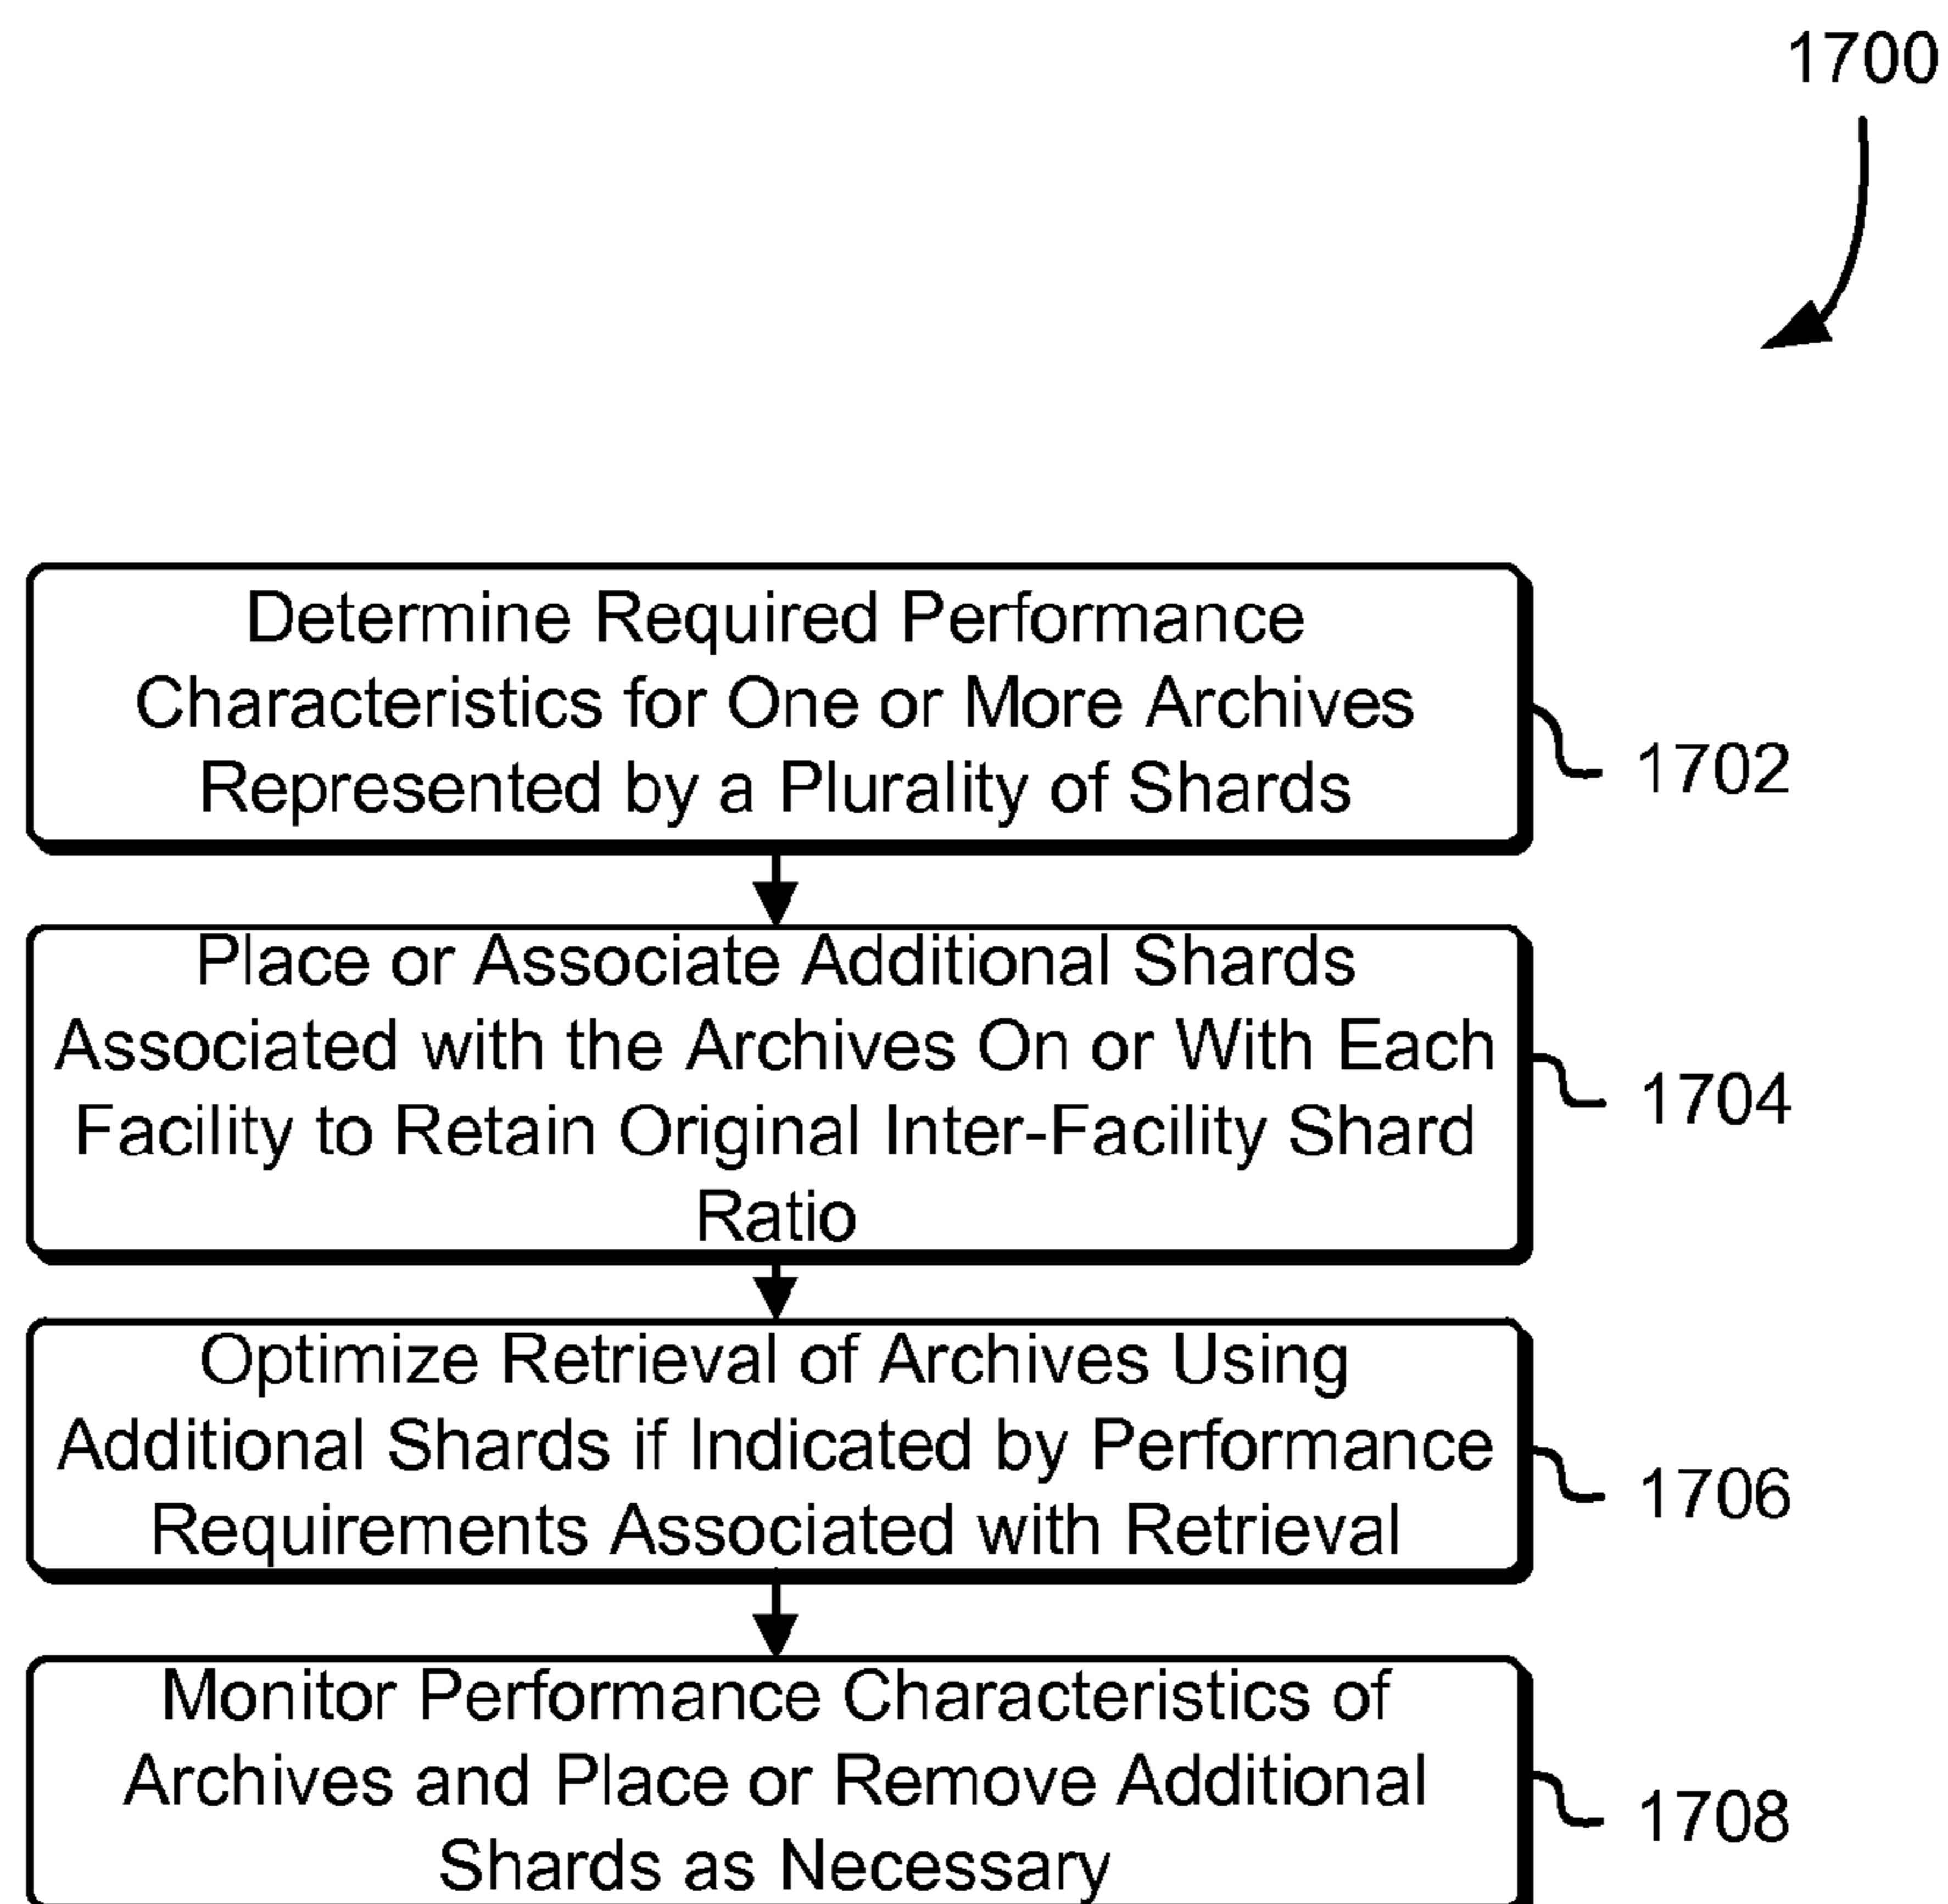 1700
Determine Required Performance
Characteristics for One or More Archives
Represented by a Plurality of Shards
1702
Place or Associate Additional Shards
Associated with the Archives On or With Each
Facility to Retain Original Inter-Facility Shard
Ratio
1704
Optimize Retrieval of Archives Using
Additional Shards if Indicated by Performance
Requirements Associated with Retrieval
1706
Monitor Performance Characteristics of
Archives and Place or Remove Additional
Shards as Necessary
1708